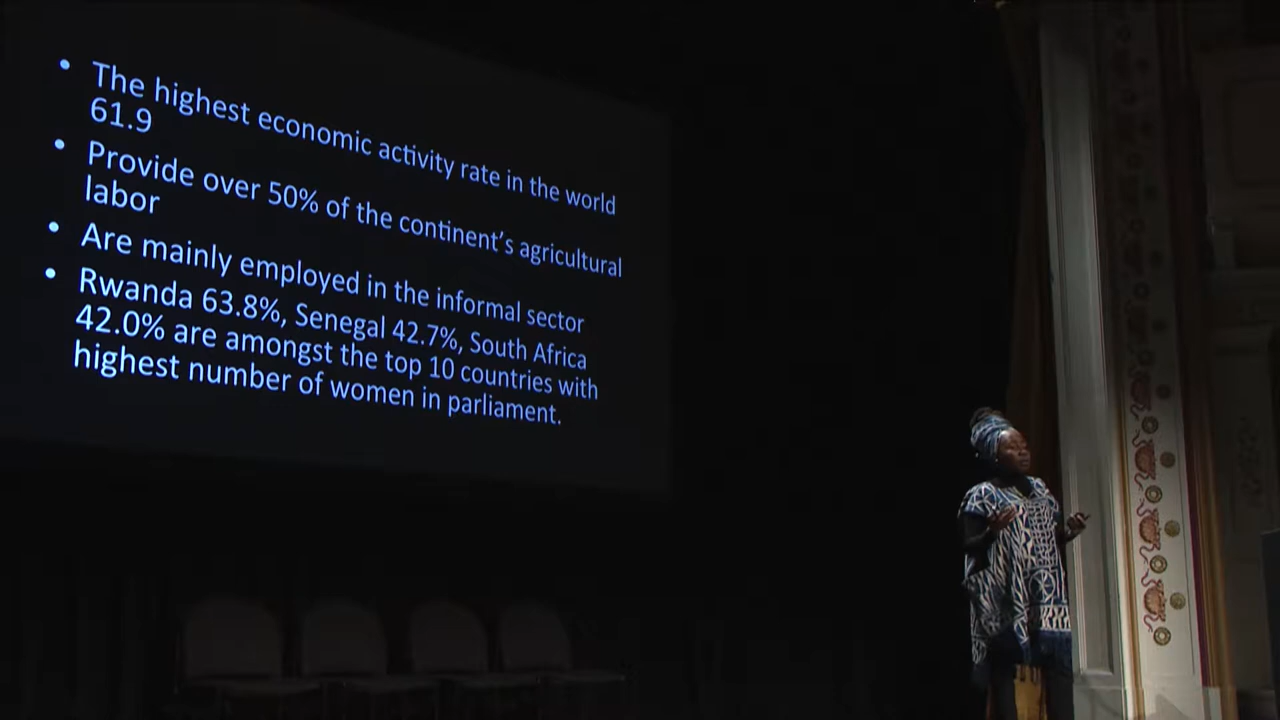 • The highest economic activity rate in the world
61.9
• Provide over 50% of the continent's agricultural
labor
• Are mainly employed in the informal sector
• Rwanda 63.8%, Senegal 42.7%, South Africa
42.0% are amongst the top 10 countries with
highest number of women in parliament.